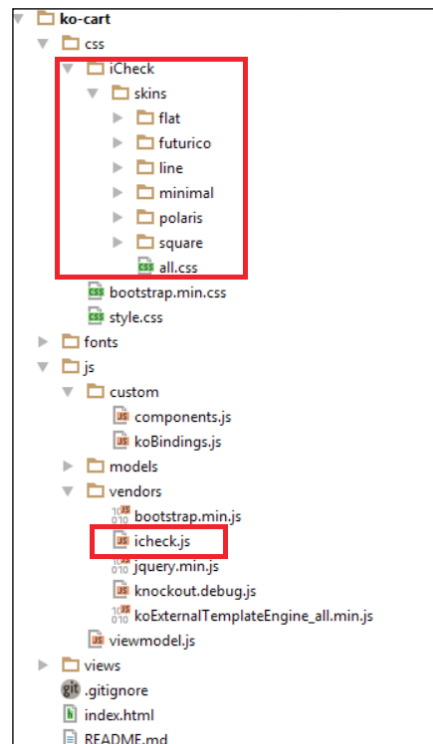 ko-cart
css
iCheck
skins
flat
futurico
line
minimal
polaris
square
all.css
bootstrap.min.css
style.css
fonts
js
custom
components.js
koBindings.js
models
vendors
bootstrap.min.js
icheck.js
jquery.min.js
knockout.debug.js
koExternalTemplateEngine_all.min.js
viewmodel.js
views
.gitignore
index.html
README.md